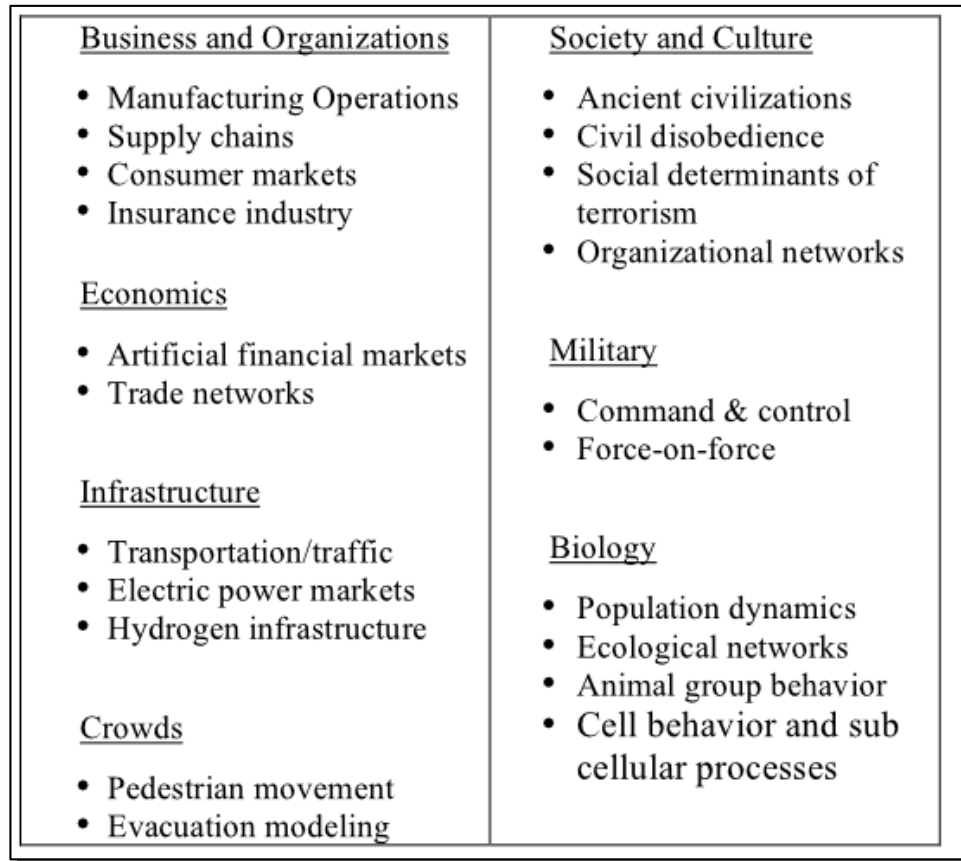 Business and Organizations
• Manufacturing Operations
• Supply chains
• Consumer markets
• Insurance industry
Economics
• Artificial financial markets
• Trade networks
Infrastructure
• Transportation/traffic
• Electric power markets
• Hydrogen infrastructure
Crowds
• Pedestrian movement
• Evacuation modeling
Society and Culture
• Ancient civilizations
• Civil disobedience
• Social determinants of
terrorism
• Organizational networks
Military
• Command & control
• Force-on-force
Biology
• Population dynamics
• Ecological networks
• Animal group behavior
• Cell behavior and sub
cellular processes